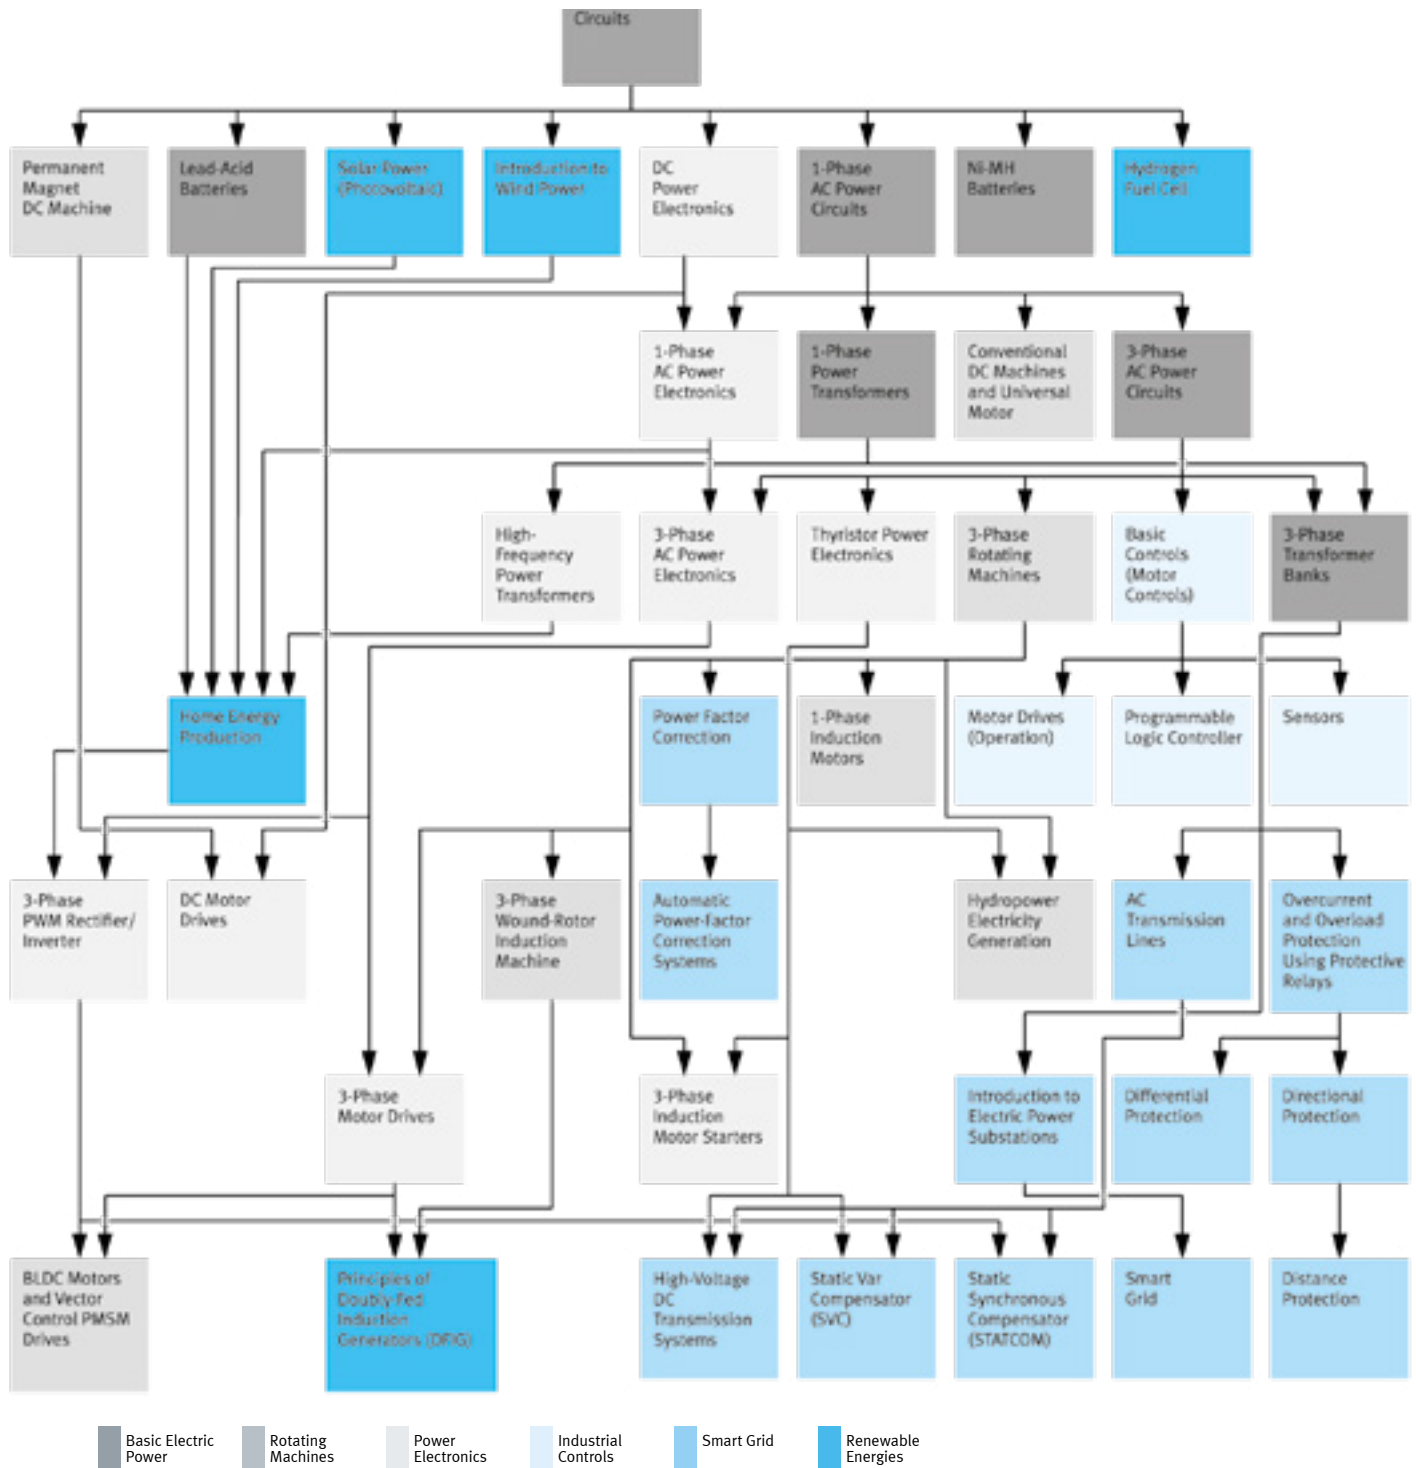 Circuits
Permanent
Magnet
DC Machine
Lead-Acid
Batteries
Solar Power
(Photovoltaic)
Introduction to
Wind Power
DC
Power
Electronics
1-Phase
AC Power
Circuits
Ni-MH
Batteries
Hydrogen
Fuel Cell
1-Phase
AC Power
Electronics
1-Phase
Power
Transformers
Conventional
DC Machines
and Universal
Motor
3-Phase
AC Power
Circuits
High-
Frequency
Power
Transformers
3-Phase
AC Power
Electronics
Thyristor Power
Electronics
3-Phase
Rotating
Machines
Basic
Controls
(Motor
Controls)
3-Phase
Transformer
Banks
Home Energy
Production
Power Factor
Correction
1-Phase
Induction
Motors
Motor Drives
(Operation)
Programmable
Logic Controller
Sensors
3-Phase
PWM Rectifier/
Inverter
DC Motor
Drives
3-Phase
Wound-Rotor
Induction
Machine
Automatic
Power-Factor
Correction
Systems
Hydropower
Electricity
Generation
AC
Transmission
Lines
Overcurrent
and Overload
Protection
Using Protective
Relays
3-Phase
Motor Drives
3-Phase
Induction
Motor Starters
Introduction to
Electric Power
Substations
Differential
Protection
Directional
Protection
BLDC Motors
and Vector
Control PMSM
Drives
Principles of
Doubly-Fed
Induction
Generators (DFIG)
High-Voltage
DC
Transmission
Systems
Static Var
Compensator
(SVC)
Static
Synchronous
Compensator
(STATCOM)
Smart
Grid
Distance
Protection
Basic Electric
Power
Rotating
Machines
Power
Electronics
Industrial
Controls
Smart Grid
Renewable
Energies